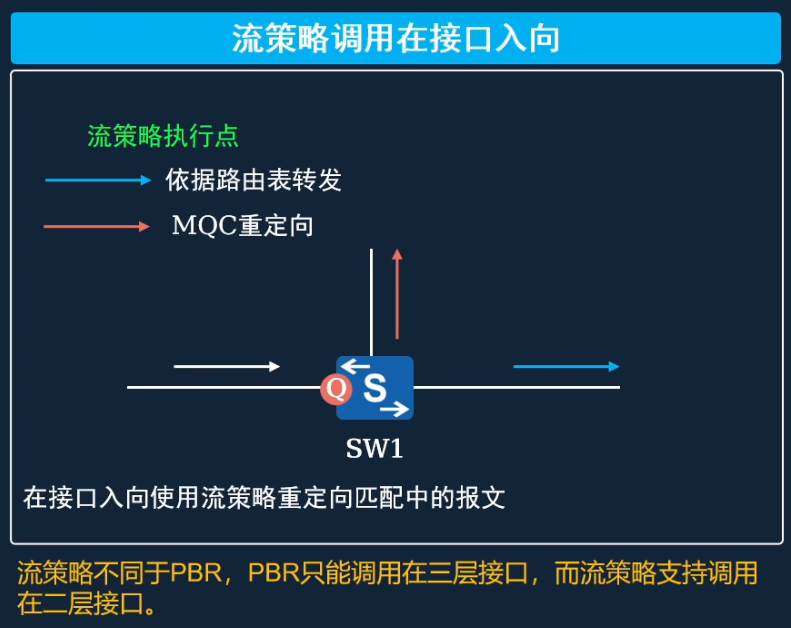 流策略调用在接口入向
流策略执行点
依据路由表转发
MQC重定向
Q
S
SW1
在接口入向使用流策略重定向匹配中的报文
流策略不同于PBR，PBR只能调用在三层接口，而流策略支持调用
在二层接口。